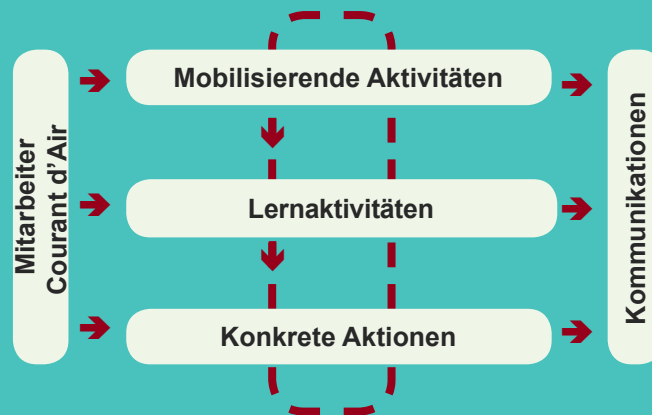 Mitarbeiter
Courant d'Air
Mobilisierende Aktivitäten
Lernaktivitäten
Konkrete Aktionen
Kommunikationen